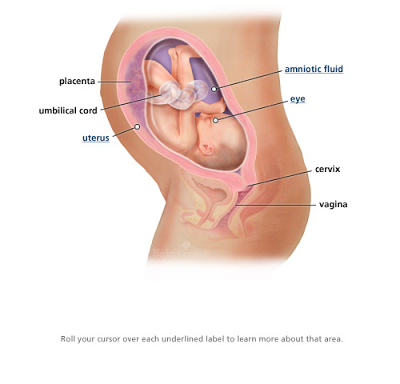 amniotic fluid
placenta
eye
umbilical cord
uterus
cervix
vagina
Roll your cursor over each underlined label to learn more about that area.